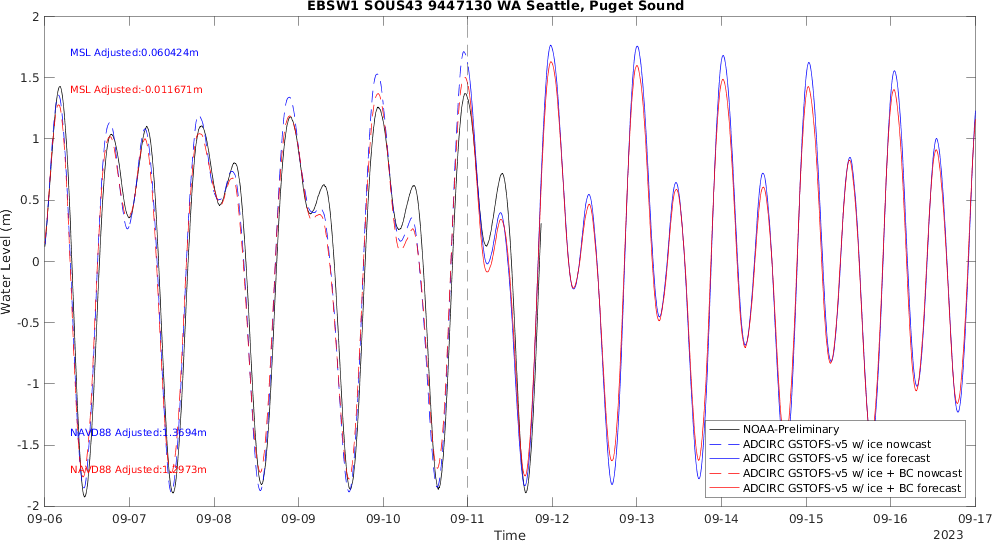 EBSW1 SOUS43 9447130 WA Seattle, Puget Sound
2
1.5
1
0.5
0
-0.5
-1
-1.5
-2
Water Level (m)
MSL Adjusted:0.060424m
MSL Adjusted:-0.011671m
NAVD88 Adjusted:1.3694m
NAVD88 Adjusted:1.2973m
NOAA-Preliminary
ADCIRC GSTOFS-v5 w/ ice nowcast
ADCIRC GSTOFS-v5 w/ ice forecast
ADCIRC GSTOFS-v5 w/ ice + BC nowcast
ADCIRC GSTOFS-v5 w/ ice + BC forecast
09-06 09-07 09-08 09-09 09-10 09-11 09-12 09-13 09-14 09-15 09-16 09-17
Time
2023